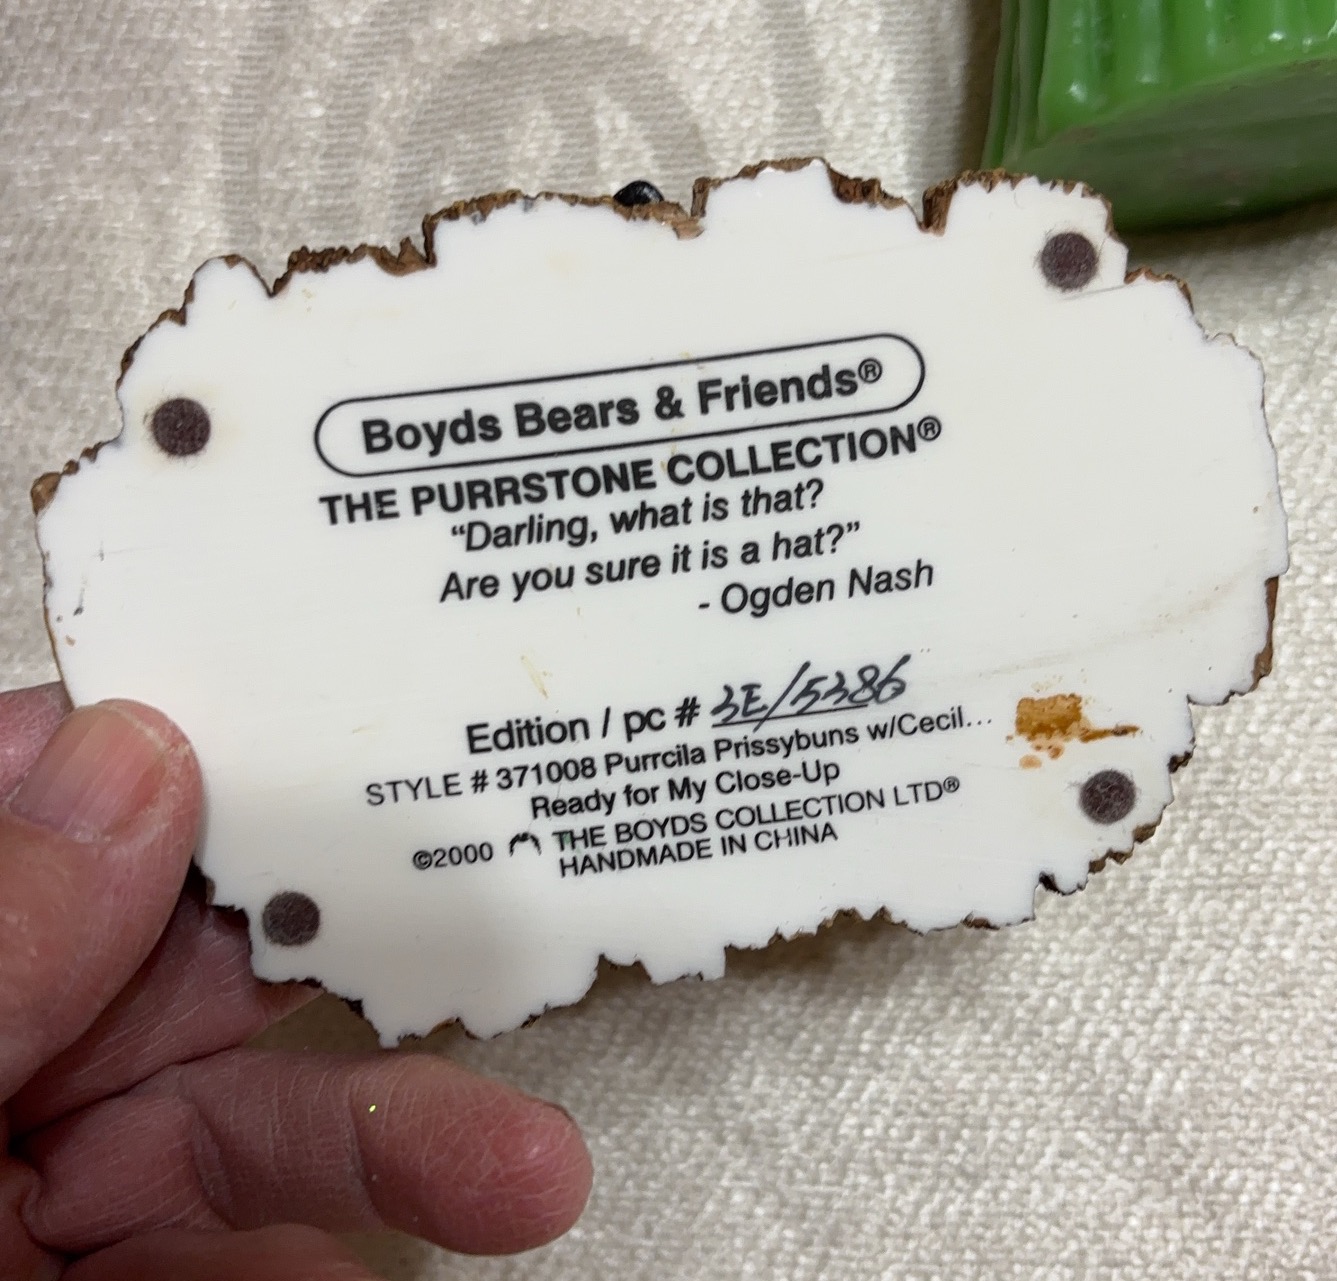 Boyds Bears & Friends®
THE PURRSTONE COLLECTION®
“Darling, what is that?
Are you sure it is a hat?”
- Ogden Nash
Edition / pc # 3E/5386
STYLE # 371008 Purrcila Prissybuns w/Cecil...
Ready for My Close-Up
©2000 THE BOYDS COLLECTION LTD®
HANDMADE IN CHINA